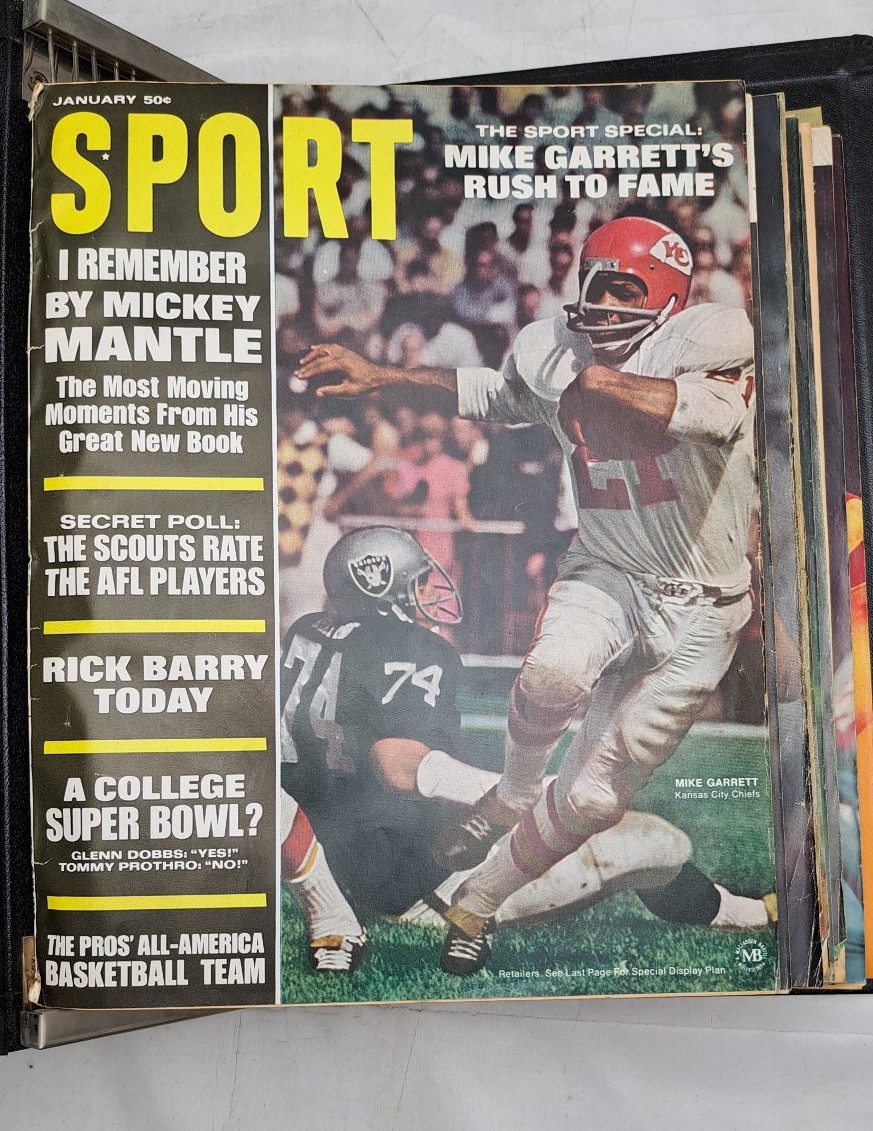 JANUARY 50¢
SPORT
THE SPORT SPECIAL:
MIKE GARRETT'S
RUSH TO FAME
I REMEMBER
BY MICKEY
MANTLE
The Most Moving
Moments From His
Great New Book
SECRET POLL:
THE SCOUTS RATE
THE AFL PLAYERS
RICK BARRY
TODAY
A COLLEGE
SUPER BOWL?
GLENN DOBBS: "YES!"
TOMMY PROTHRO: "NO!"
THE PROS' ALL-AMERICA
BASKETBALL TEAM
KC
RAIDERS
21
74
74
MIKE GARRETT
Kansas City Chiefs
Retailers: See Last Page For Special Display Plan
MB